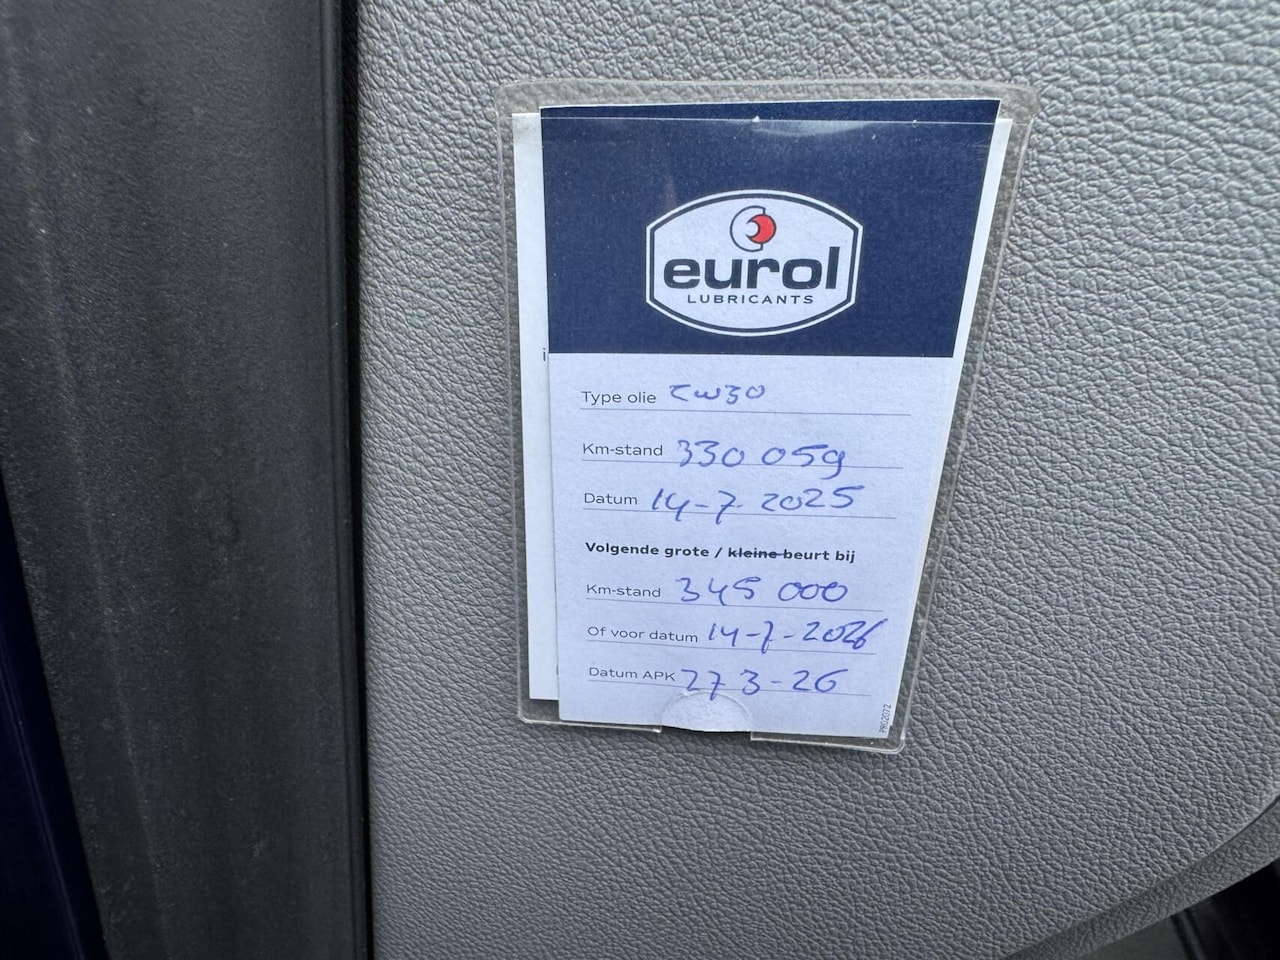 eurol
LUBRICANTS
Type olie 5w30
Km-stand 330 059
Datum 14-7-2025
Volgende grote / kleine beurt bij
Km-stand 345 000
Of voor datum 14-7-2026
Datum APK 27 3-26
PR02072